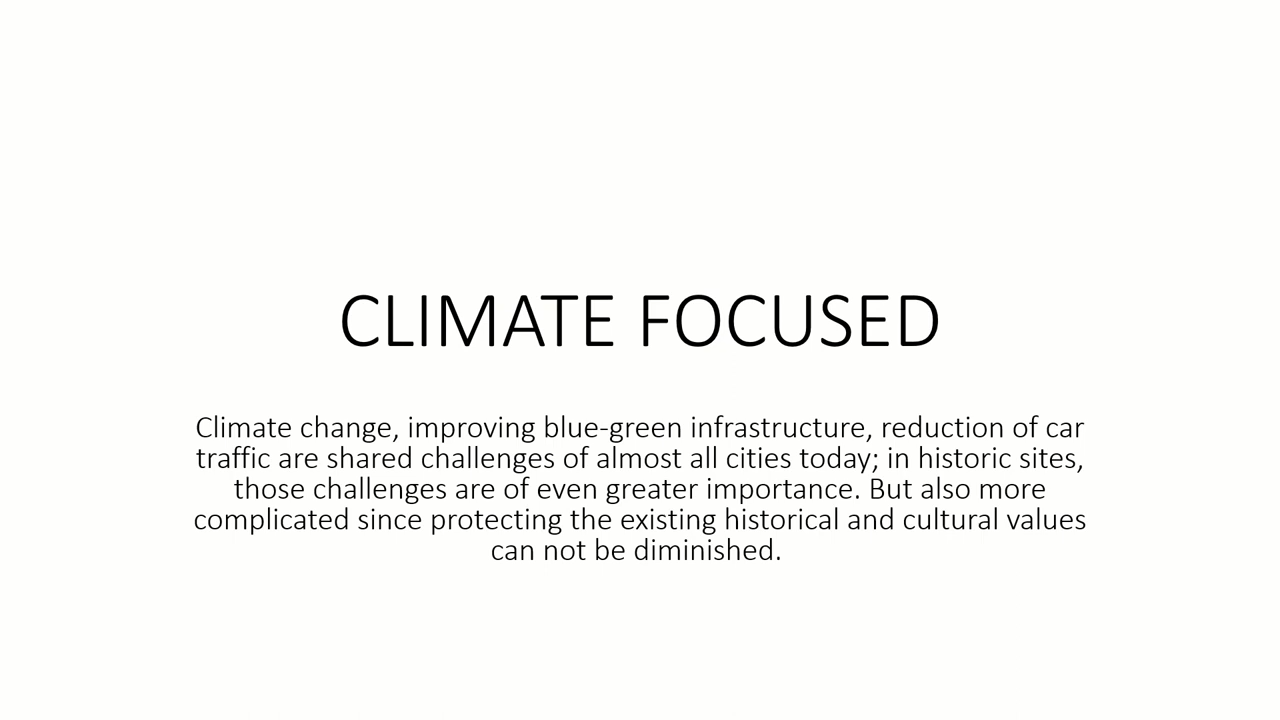 CLIMATE FOCUSED
Climate change, improving blue-green infrastructure, reduction of car
traffic are shared challenges of almost all cities today; in historic sites,
those challenges are of even greater importance. But also more
complicated since protecting the existing historical and cultural values
can not be diminished.